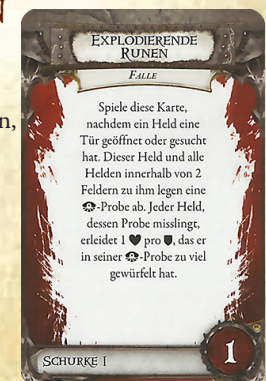 EXPLODIERENDE
RUNEN
FALLE
n,
Spiele diese Karte,
nachdem ein Held eine
Tür geöffnet oder gesucht
hat. Dieser Held und alle
Helden innerhalb von 2
Feldern zu ihm legen eine
-Probe ab. Jeder Held,
dessen Probe misslingt,
erleidet 1 pro , das er
in seiner -Probe zu viel
gewürfelt hat.
SCHURKE I
1